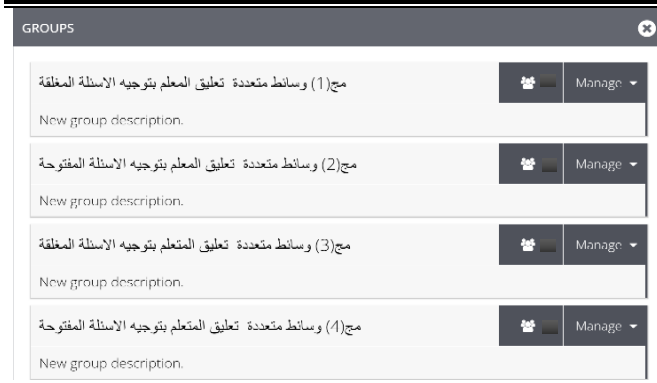 GROUPS
مج(1) وسائط متعددة تعليق المعلم بتوجيه الاسئلة المغلقة
Manage
New group description.
مج(2) وسائط متعددة تعليق المعلم بتوجيه الاسئلة المفتوحة
Manage
New group description.
مج(3) وسائط متعددة تعليق المتعلم بتوجيه الاسئلة المغلقة
Manage
New group description.
مج(4) وسائط متعددة تعليق المتعلم بتوجيه الاسئلة المفتوحة
Manage
New group description.